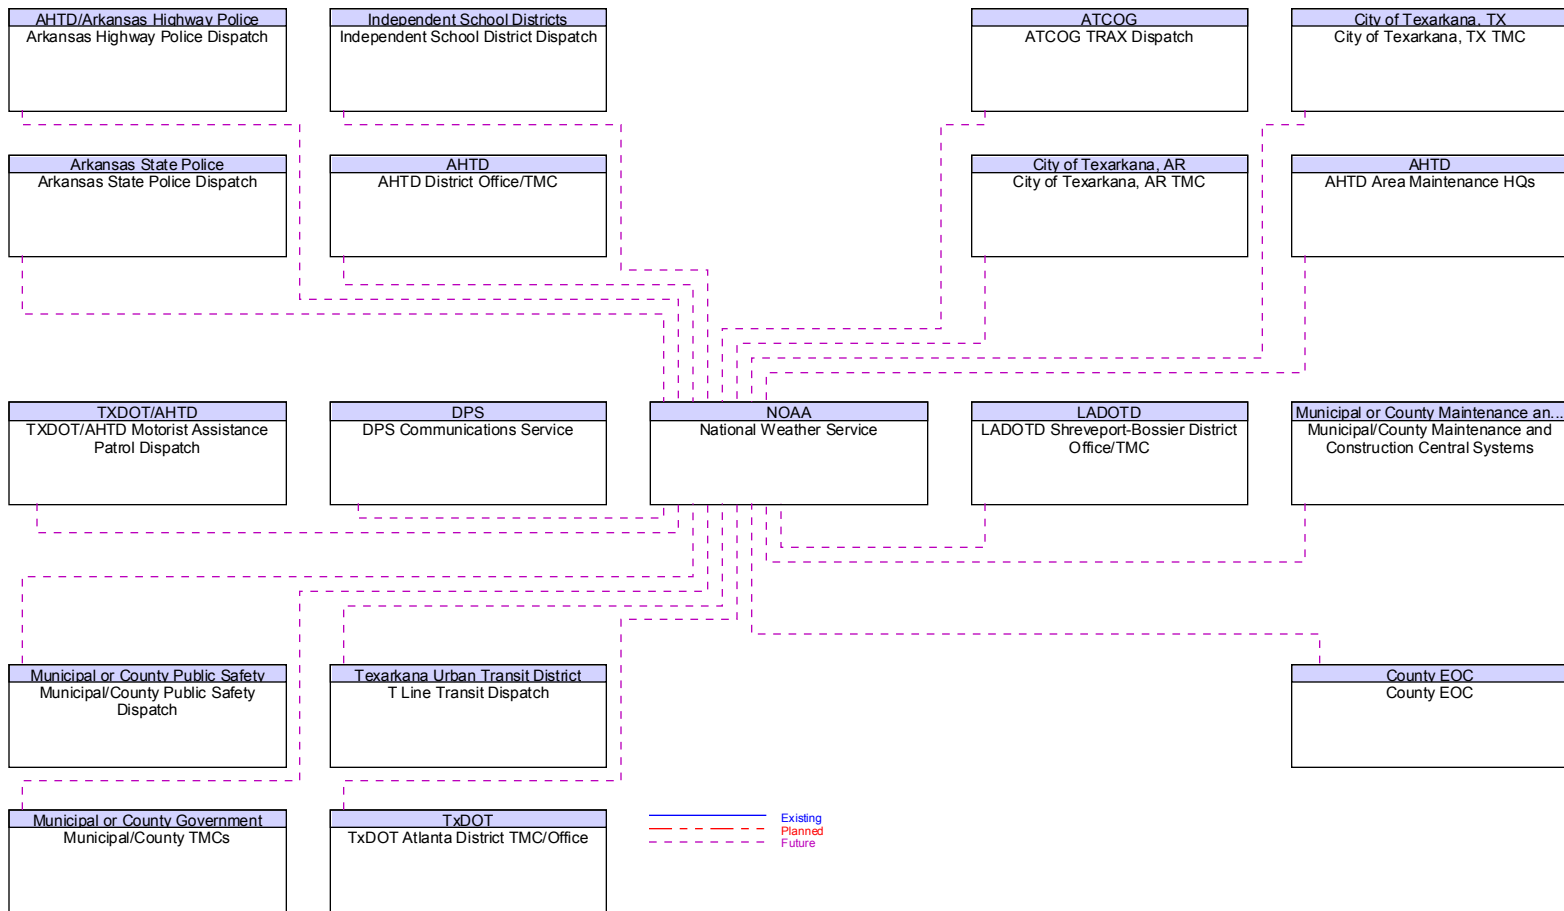 AHTD/Arkansas Highway Police
Arkansas Highway Police Dispatch
Independent School Districts
Independent School District Dispatch
ATCOG
ATCOG TRAX Dispatch
City of Texarkana, TX
City of Texarkana, TX TMC
Arkansas State Police
Arkansas State Police Dispatch
AHTD
AHTD District Office/TMC
City of Texarkana, AR
City of Texarkana, AR TMC
AHTD
AHTD Area Maintenance HQs
TXDOT/AHTD
TXDOT/AHTD Motorist Assistance
Patrol Dispatch
DPS
DPS Communications Service
NOAA
National Weather Service
LADOTD
LADOTD Shreveport-Bossier District
Office/TMC
Municipal or County Maintenance an...
Municipal/County Maintenance and
Construction Central Systems
Municipal or County Public Safety
Municipal/County Public Safety
Dispatch
Texarkana Urban Transit District
T Line Transit Dispatch
County EOC
County EOC
Municipal or County Government
Municipal/County TMCs
TxDOT
TxDOT Atlanta District TMC/Office
Existing
Planned
Future